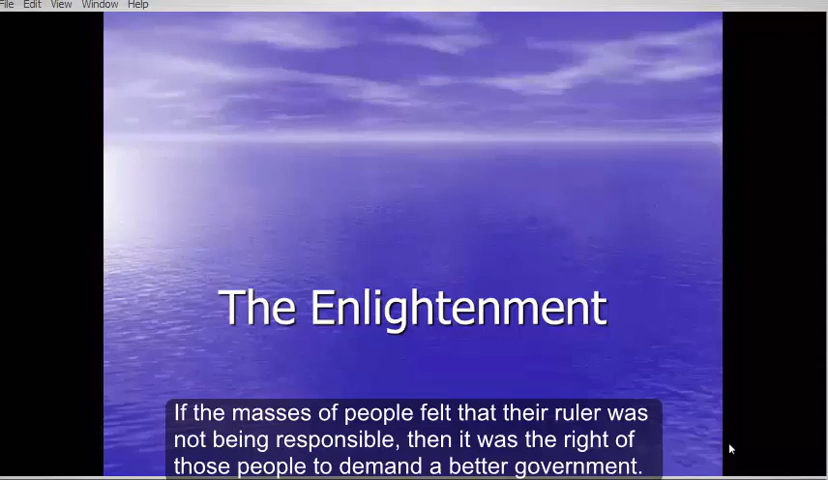 File Edit View Window Help
The Enlightenment
If the masses of people felt that their ruler was
not being responsible, then it was the right of
those people to demand a better government.